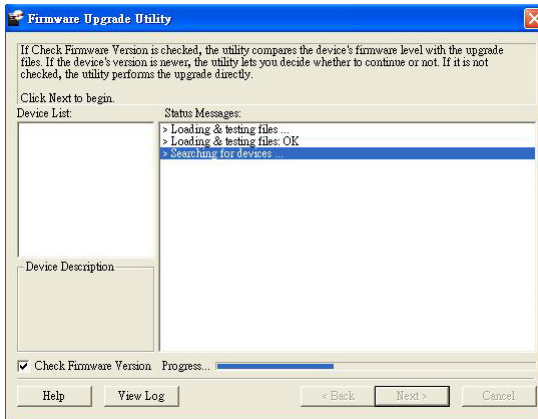 Firmware Upgrade Utility
If Check Firmware Version is checked, the utility compares the device's firmware level with the upgrade
files. If the device's version is newer, the utility lets you decide whether to continue or not. If it is not
checked, the utility performs the upgrade directly.
Click Next to begin.
Device List:
Status Messages:
> Loading & testing files ...
> Loading & testing files: OK
> Searching for devices ...
Device Description
Check Firmware Version Progress...
Help View Log < Back Next > Cancel